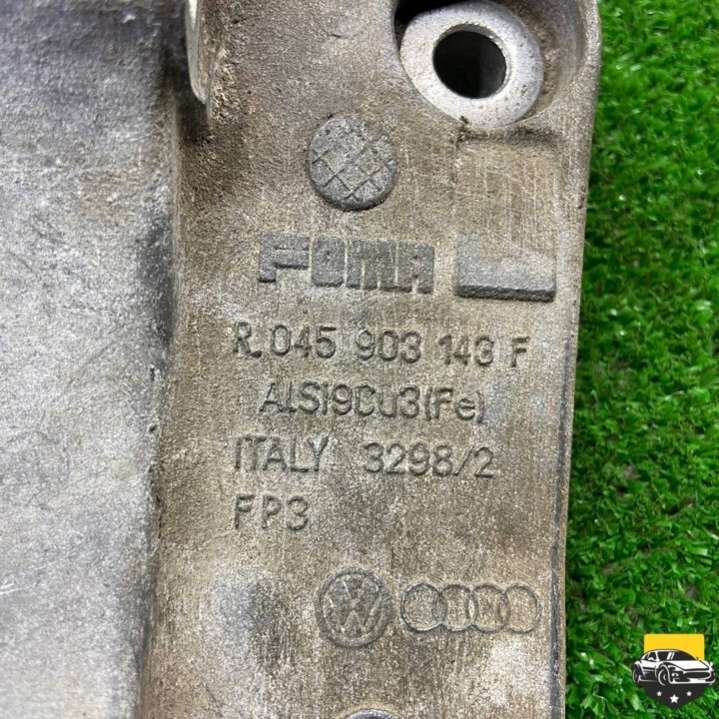 FOMA
R.045 903 143 F
AlSi9Cu3(Fe)
ITALY 3298/2
FP3